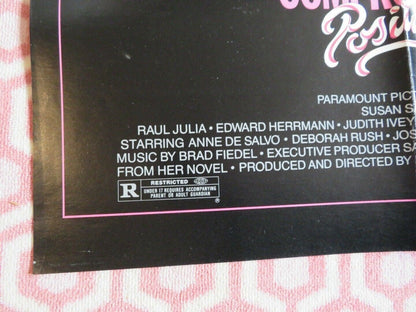 Posi
PARAMOUNT PICT
SUSAN S
RAUL JULIA • EDWARD HERRMANN • JUDITH IVEY
STARRING ANNE DE SALVO • DEBORAH RUSH • JOS
MUSIC BY BRAD FIEDEL • EXECUTIVE PRODUCER SA
FROM HER NOVEL • PRODUCED AND DIRECTED BY
R RESTRICTED
UNDER 17 REQUIRES ACCOMPANYING
PARENT OR ADULT GUARDIAN
®